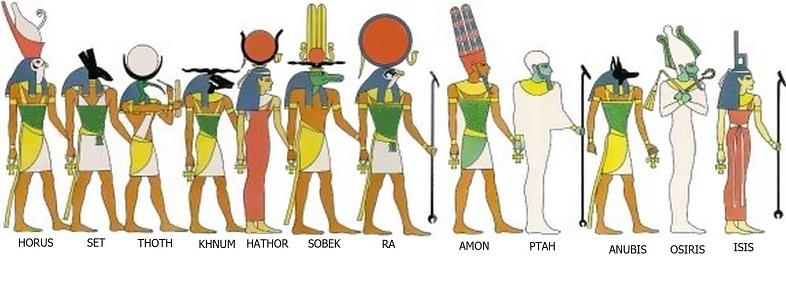 HORUS SET THOTH KHNUM HATHOR SOBEK RA AMON PTAH ANUBIS OSIRIS ISIS